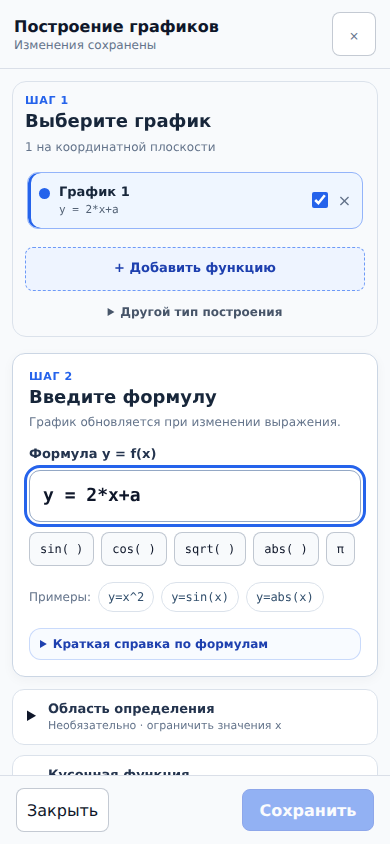 Построение графиков
Изменения сохранены
×
ШАГ 1
Выберите график
1 на координатной плоскости
График 1
y = 2*x+a
×
+ Добавить функцию
▶ Другой тип построения
ШАГ 2
Введите формулу
График обновляется при изменении выражения.
Формула y = f(x)
y = 2*x+a
sin( ) cos( ) sqrt( ) abs( ) π
Примеры: y=x^2 y=sin(x) y=abs(x)
▶ Краткая справка по формулам
▶ Область определения
Необязательно · ограничить значения x
Кусочная функция
Закрыть Сохранить